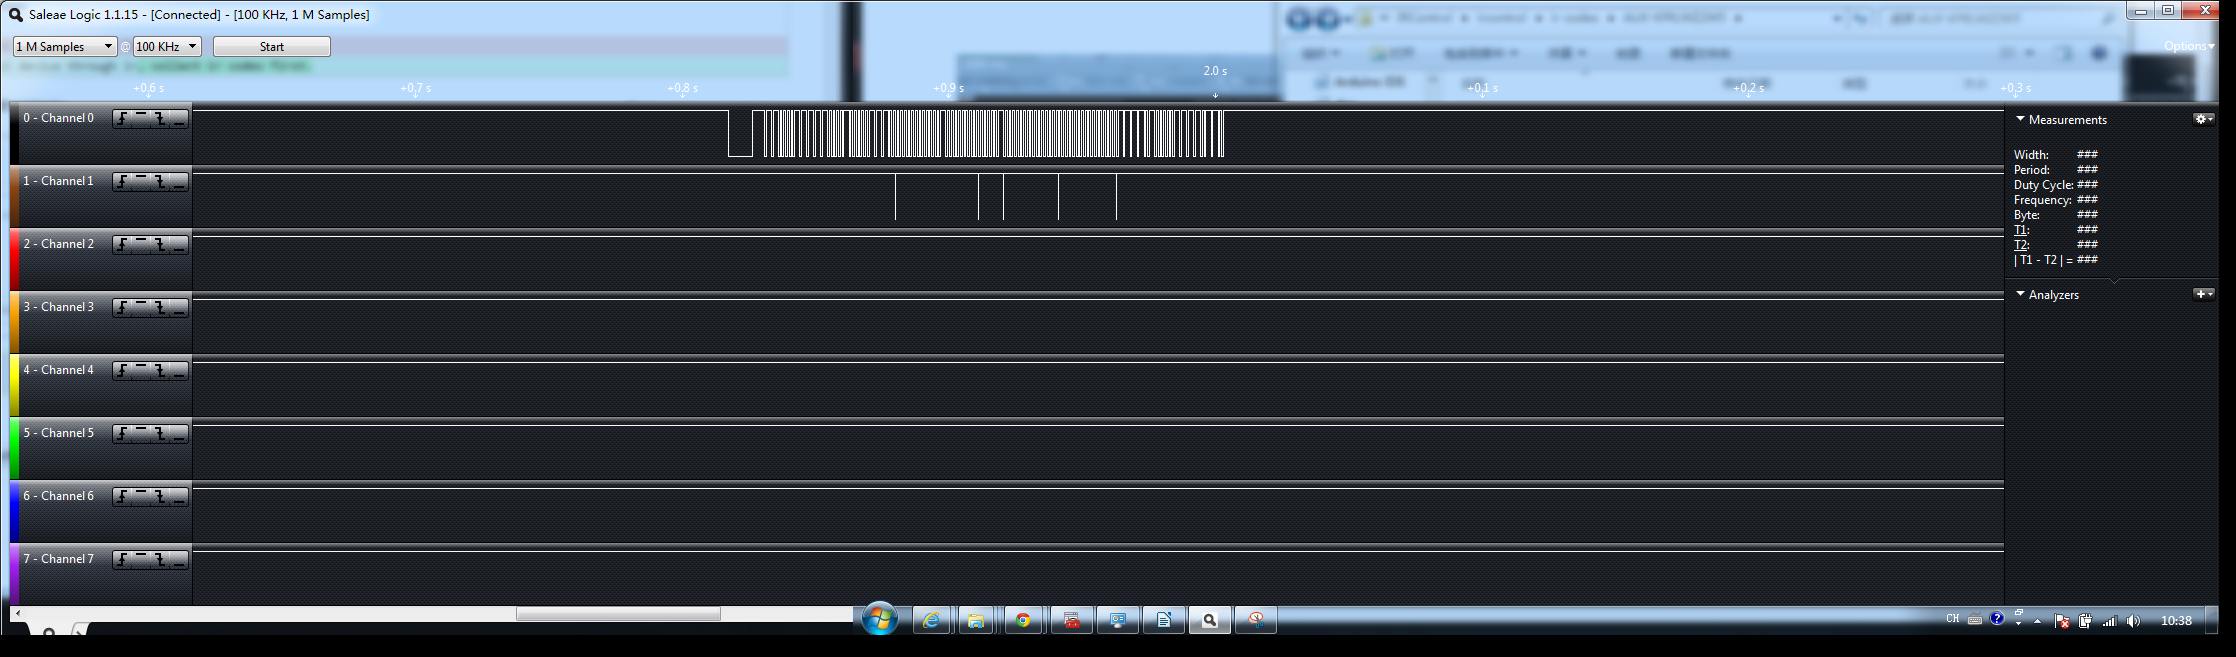 Saleae Logic 1.1.15 - [Connected] - [100 KHz, 1 M Samples]
1 M Samples @ 100 KHz Start
Options
2.0 s
+0.6 s +0.7 s +0.8 s +0.9 s +0.1 s +0.2 s +0.3 s
0 - Channel 0
1 - Channel 1
2 - Channel 2
3 - Channel 3
4 - Channel 4
5 - Channel 5
6 - Channel 6
7 - Channel 7
Measurements
Width: ###
Period: ###
Duty Cycle: ###
Frequency: ###
Byte: ###
T1: ###
T2: ###
| T1 - T2 | = ###
Analyzers
CH 10:38